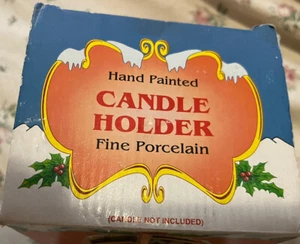 Hand Painted
CANDLE
HOLDER
Fine Porcelain
(CANDLE NOT INCLUDED)